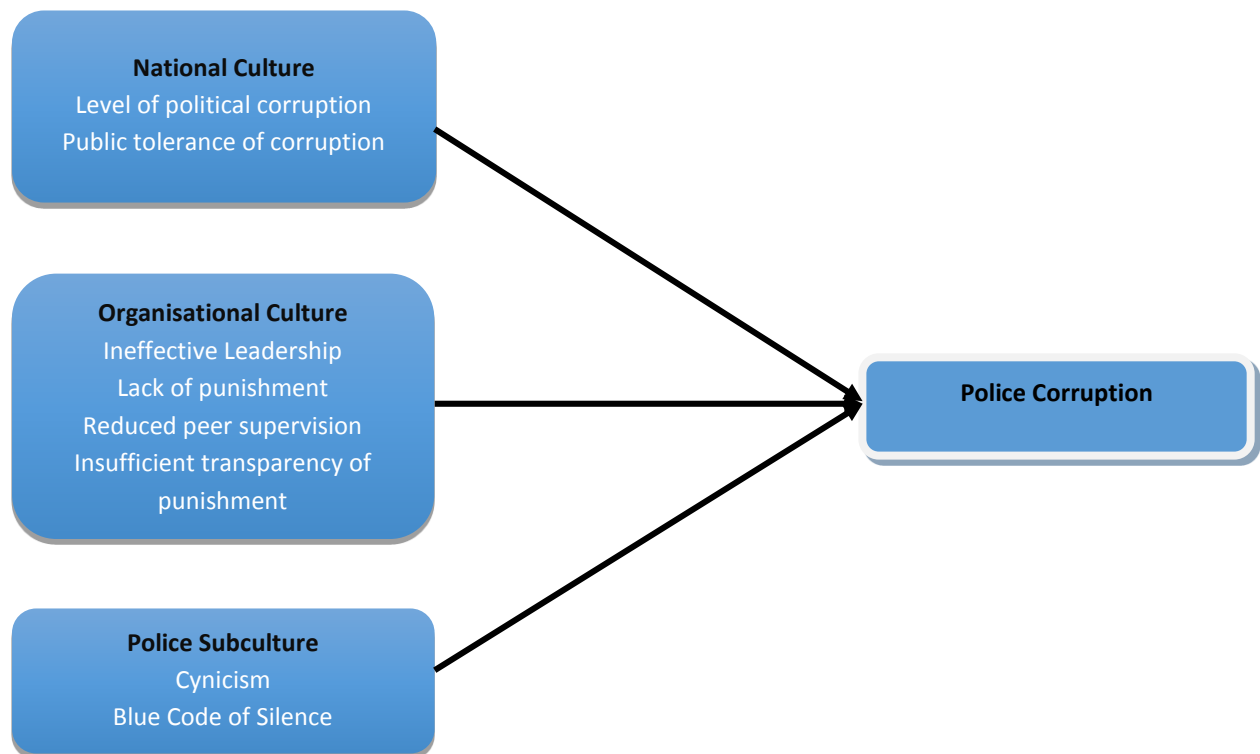 National Culture
Level of political corruption
Public tolerance of corruption
Organisational Culture
Ineffective Leadership
Lack of punishment
Reduced peer supervision
Insufficient transparency of
punishment
Police Corruption
Police Subculture
Cynicism
Blue Code of Silence